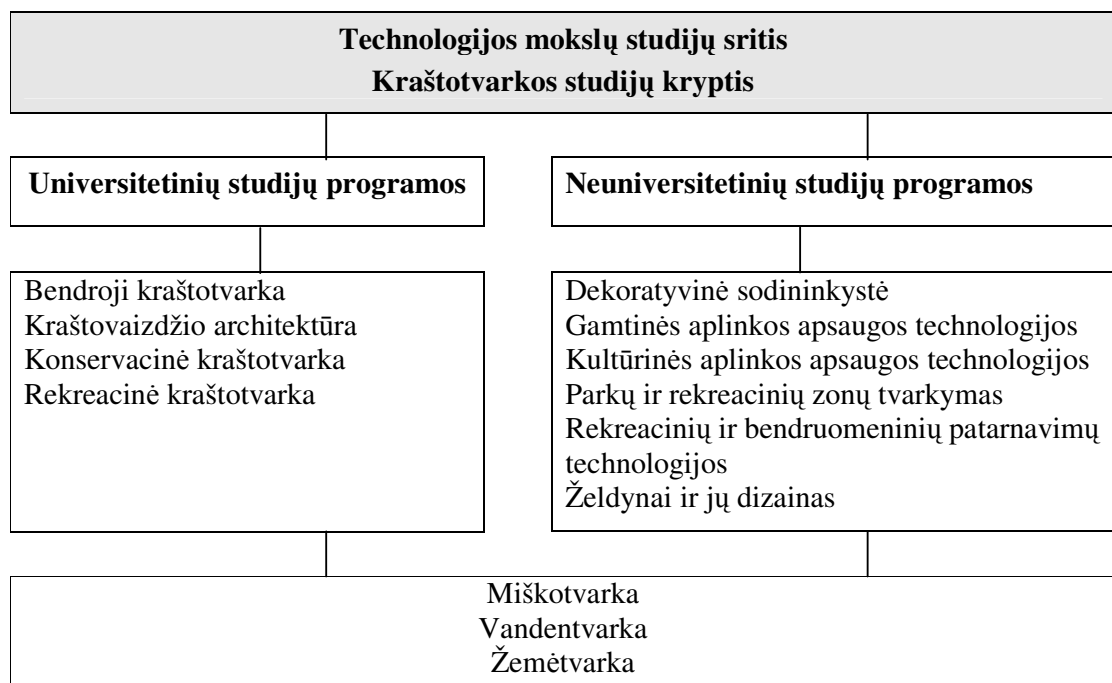 Technologijos mokslų studijų sritis
Kraštotvarkos studijų kryptis
Universitetinių studijų programos
Neuniversitetinių studijų programos
Bendroji kraštotvarka
Kraštovaizdžio architektūra
Konservacinė kraštotvarka
Rekreacinė kraštotvarka
Dekoratyvinė sodininkystė
Gamtinės aplinkos apsaugos technologijos
Kultūrinės aplinkos apsaugos technologijos
Parkų ir rekreacinių zonų tvarkymas
Rekreacinių ir bendruomeninių patarnavimų
technologijos
Želdynai ir jų dizainas
Miškotvarka
Vandentvarka
Žemėtvarka